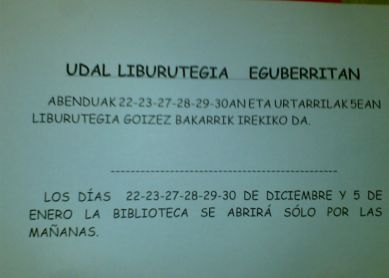 UDAL LIBURUTEGIA EGUBERRITAN
ABENDUAK 22-23-27-28-29-30AN ETA URTARRILAK 5EAN
LIBURUTEGIA GOIZEZ BAKARRIK IREKIKO DA.
----------------------------------------------
LOS DÍAS 22-23-27-28-29-30 DE DICIEMBRE Y 5 DE
ENERO LA BIBLIOTECA SE ABRIRÁ SÓLO POR LAS
MAÑANAS.